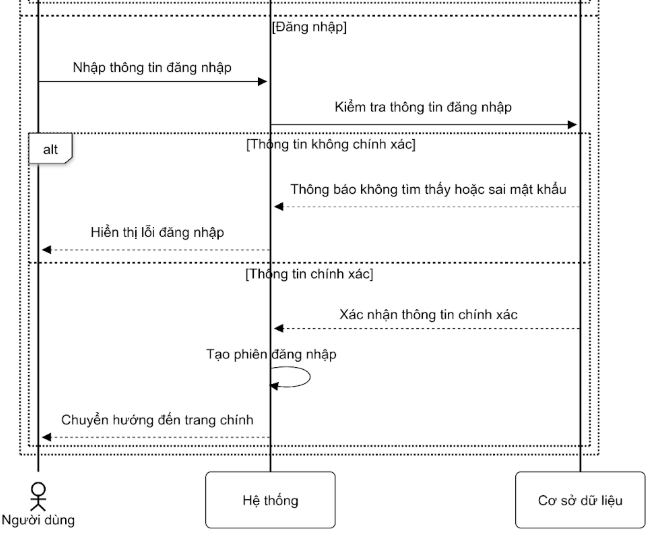 [Đăng nhập]
Nhập thông tin đăng nhập
Kiểm tra thông tin đăng nhập
alt
[Thông tin không chính xác]
Thông báo không tìm thấy hoặc sai mật khẩu
Hiển thị lỗi đăng nhập
[Thông tin chính xác]
Xác nhận thông tin chính xác
Tạo phiên đăng nhập
Chuyển hướng đến trang chính
Người dùng
Hệ thống
Cơ sở dữ liệu